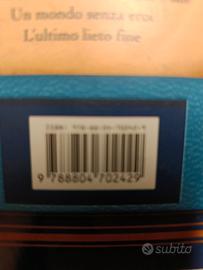 Un mondo senza eroi
L'ultimo lieto fine
9 788804 702429
subito